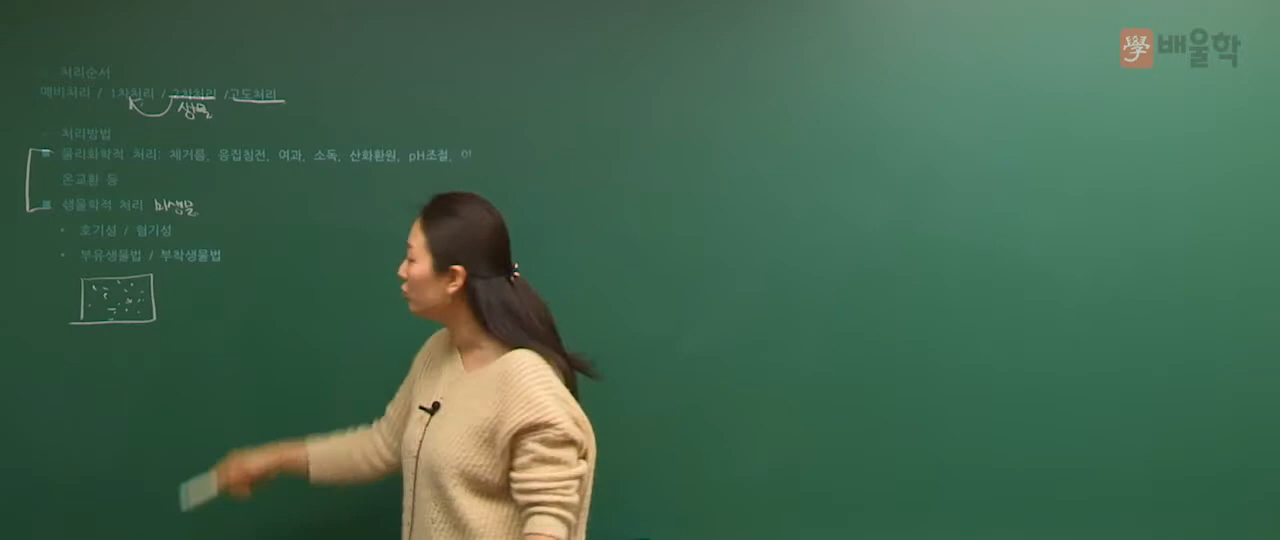 처리순서
예비처리 / 1차처리 / 2차처리 /고도처리
생물
처리방법
물리화학적 처리: 체거름, 응집침전, 여과, 소독, 산화환원, pH조절, 이
온교환 등
생물학적 처리 미생물
호기성 / 혐기성
부유생물법 / 부착생물법
學 배울학